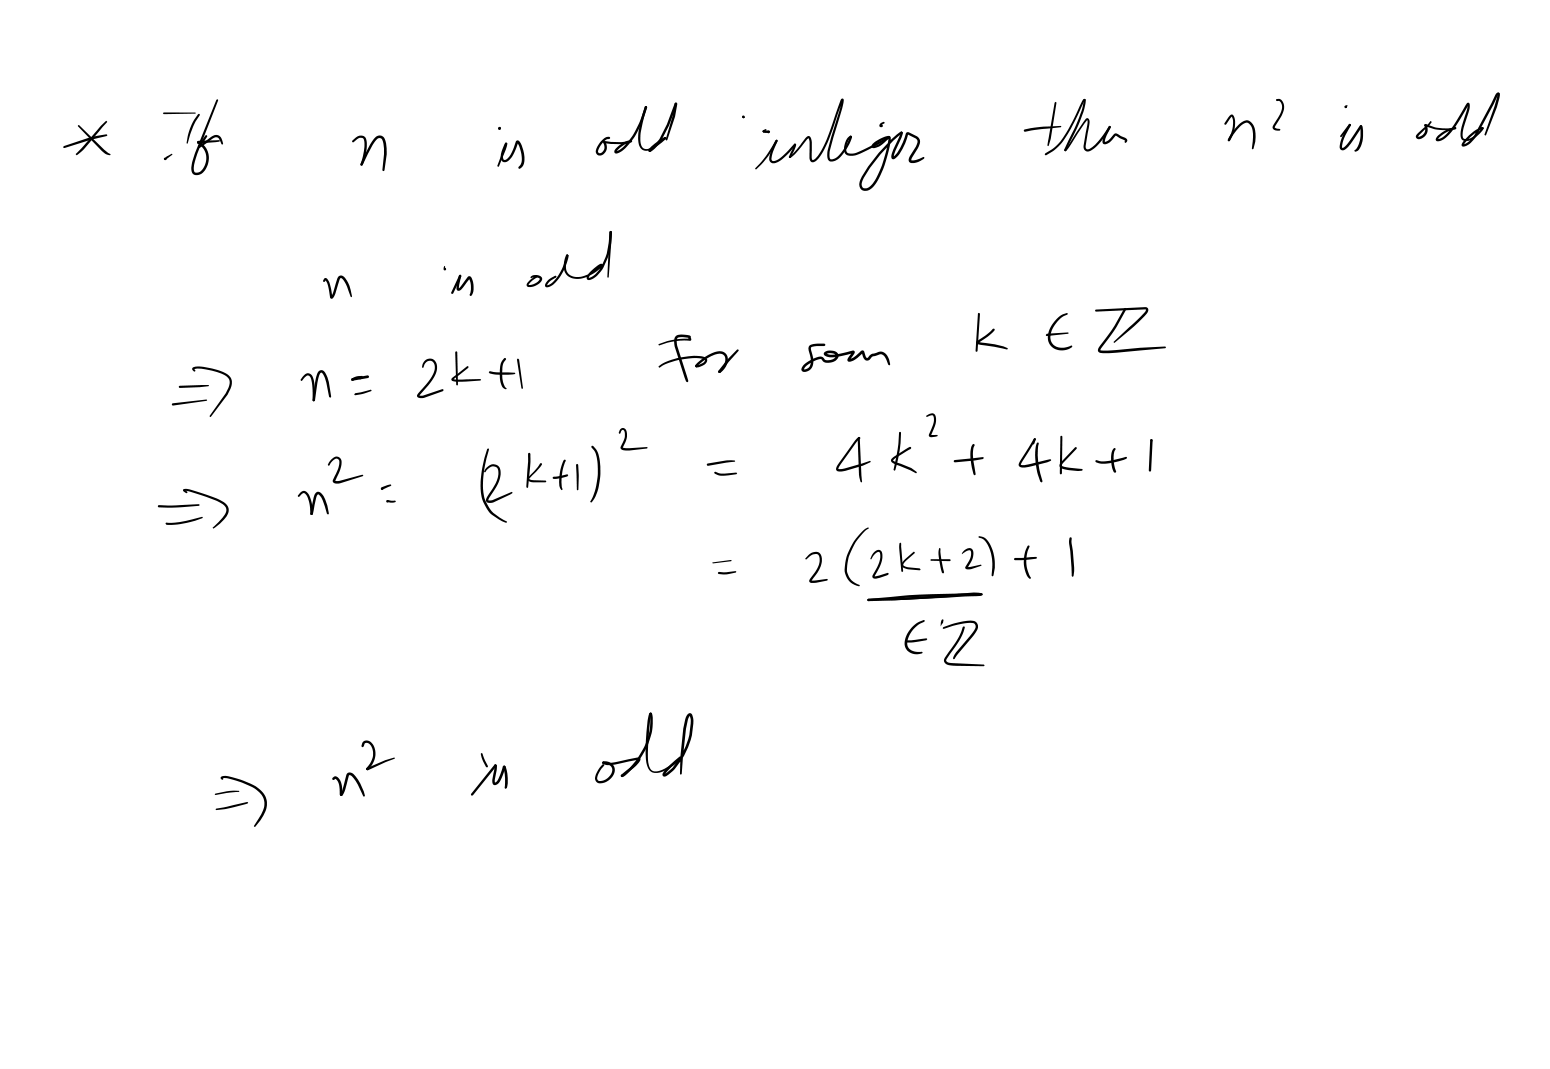 * If n is odd integer then n² is odd
n is odd
⇒ n = 2k+1 for some k ∈ ℤ
⇒ n² = (2k+1)² = 4k² + 4k + 1
= 2(2k+2) + 1
∈ ℤ
⇒ n² is odd